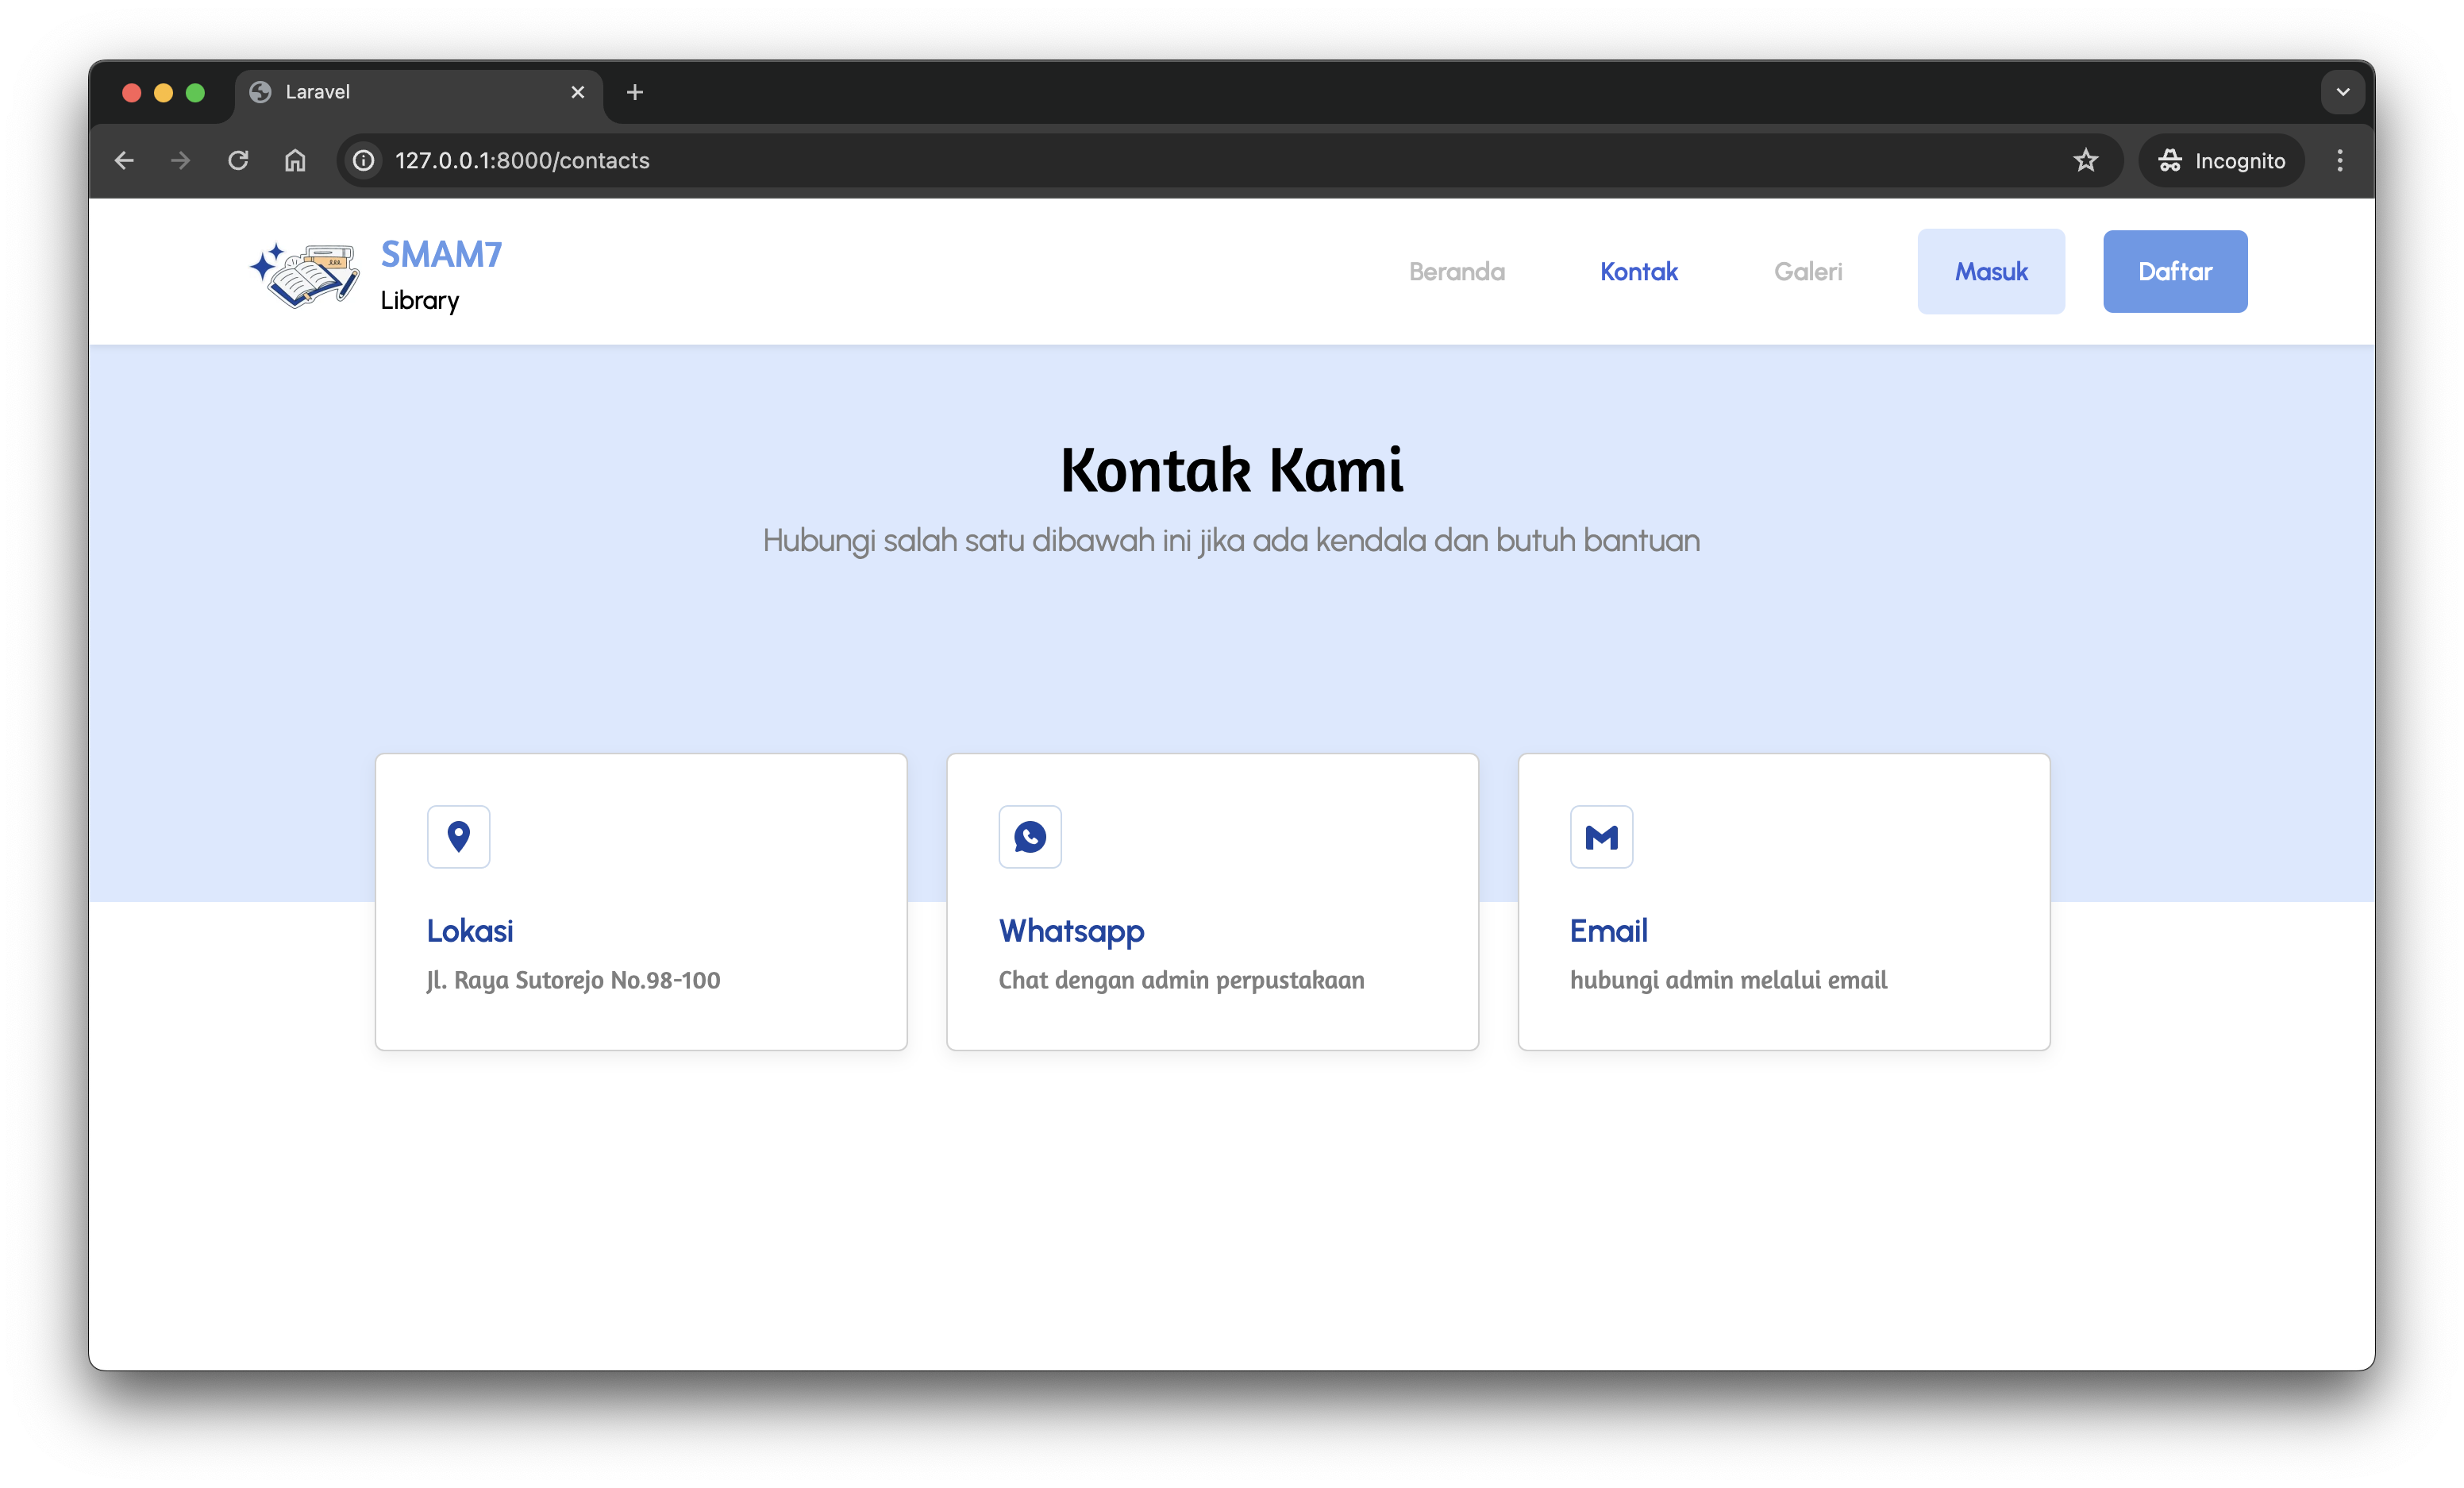 Laravel
127.0.0.1:8000/contacts
Incognito
SMAM7
Library
Beranda
Kontak
Galeri
Masuk
Daftar
Kontak Kami
Hubungi salah satu dibawah ini jika ada kendala dan butuh bantuan
Lokasi
Jl. Raya Sutorejo No.98-100
Whatsapp
Chat dengan admin perpustakaan
Email
hubungi admin melalui email